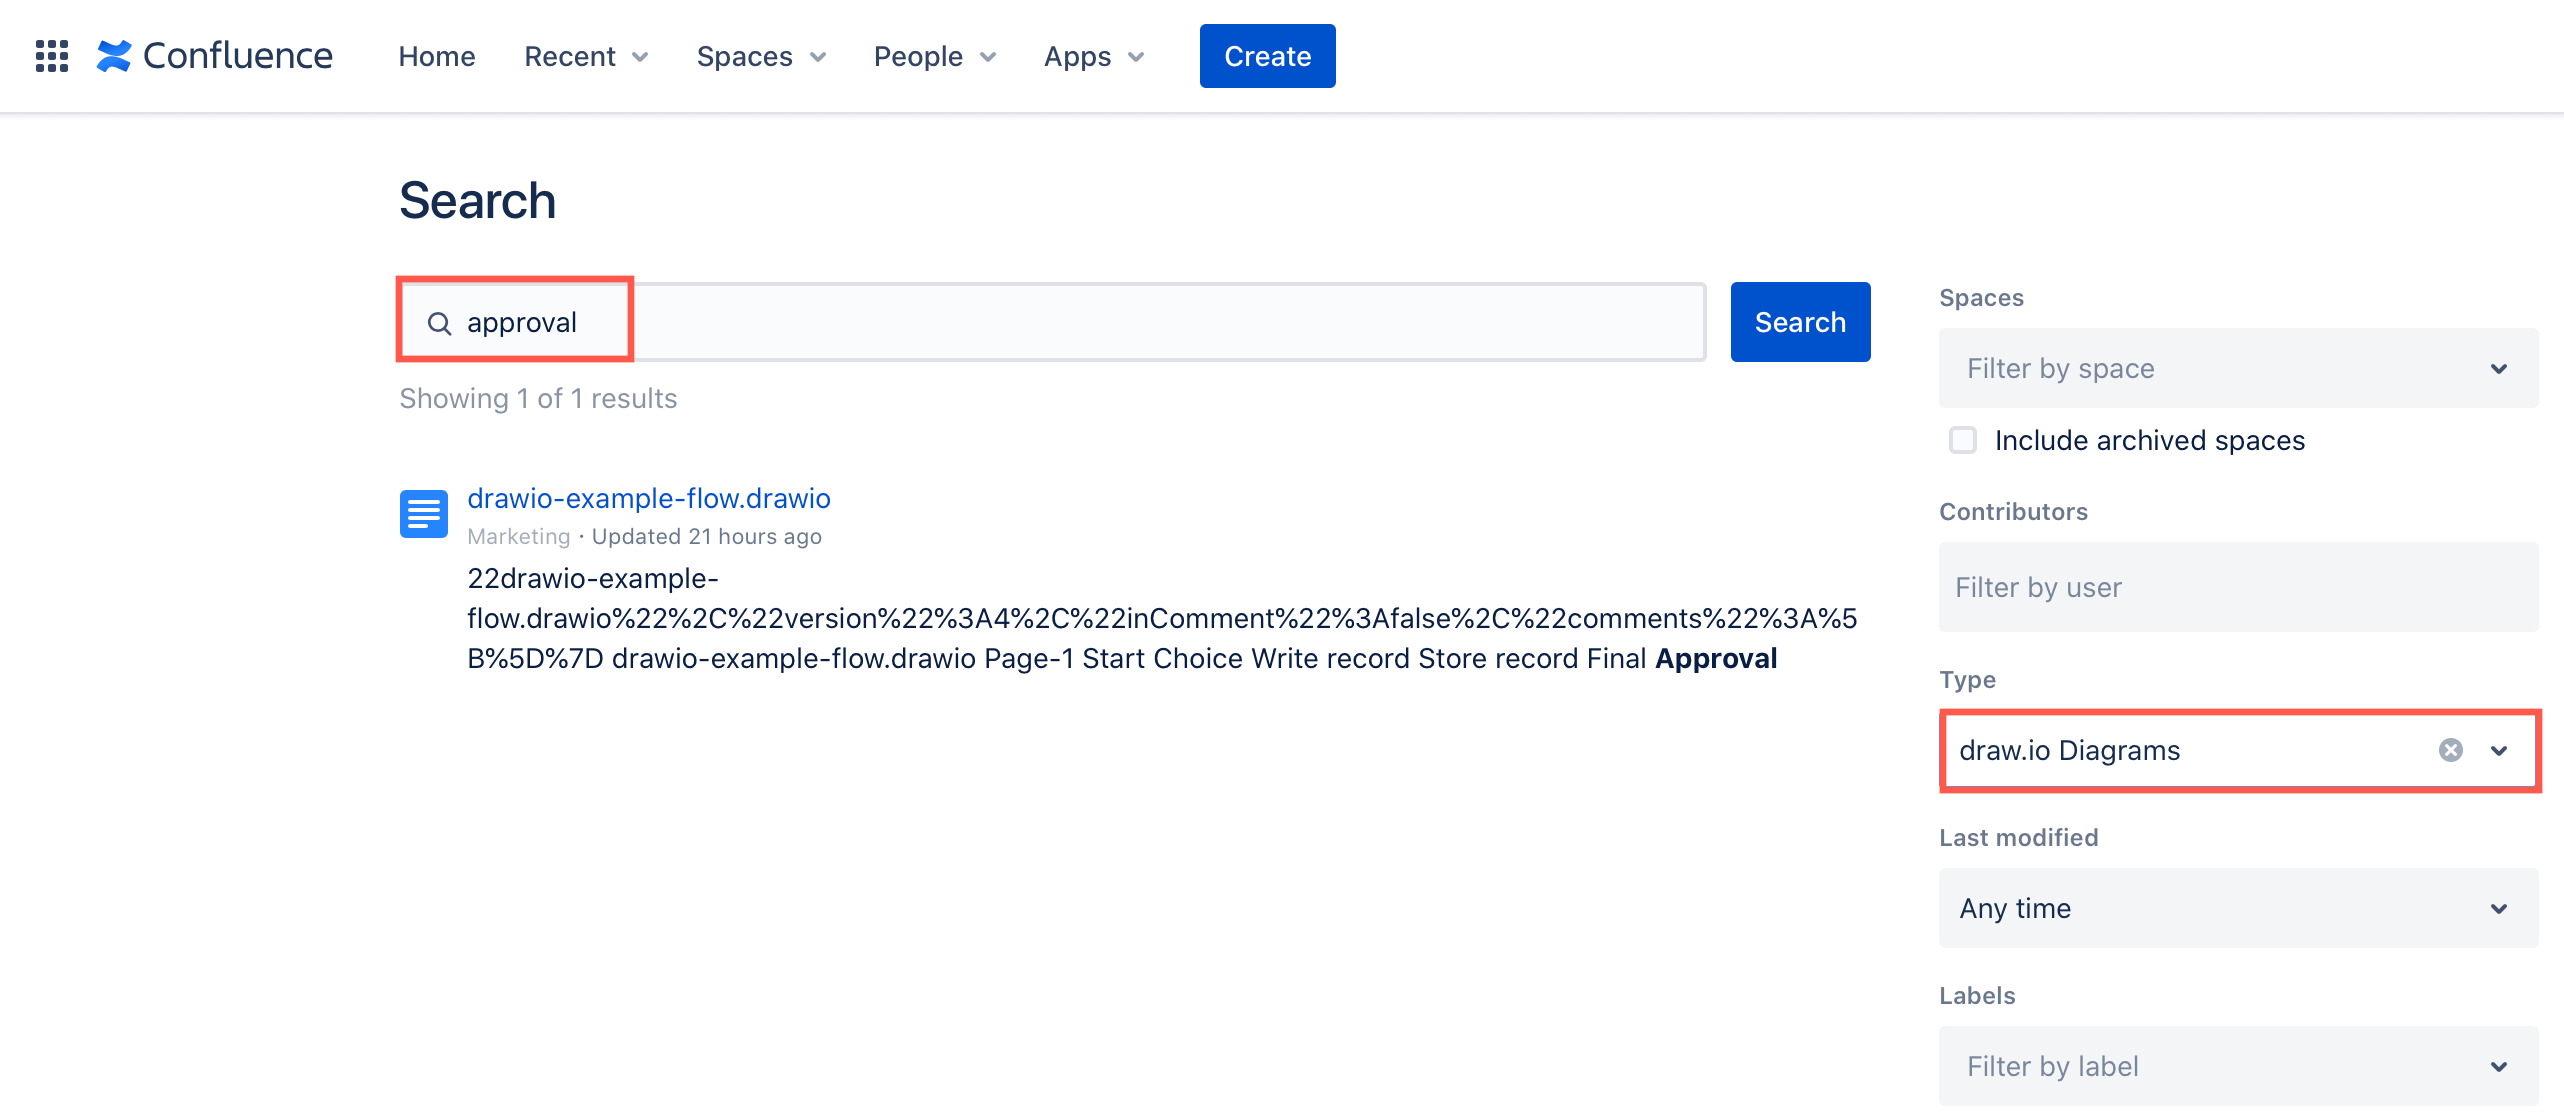 Confluence Home Recent Spaces People Apps Create
Search
approval
Search
Showing 1 of 1 results
drawio-example-flow.drawio
Marketing · Updated 21 hours ago
22drawio-example-
flow.drawio%22%2C%22version%22%3A4%2C%22inComment%22%3Afalse%2C%22comments%22%3A%5
B%5D%7D drawio-example-flow.drawio Page-1 Start Choice Write record Store record Final Approval
Spaces
Filter by space
Include archived spaces
Contributors
Filter by user
Type
draw.io Diagrams
Last modified
Any time
Labels
Filter by label